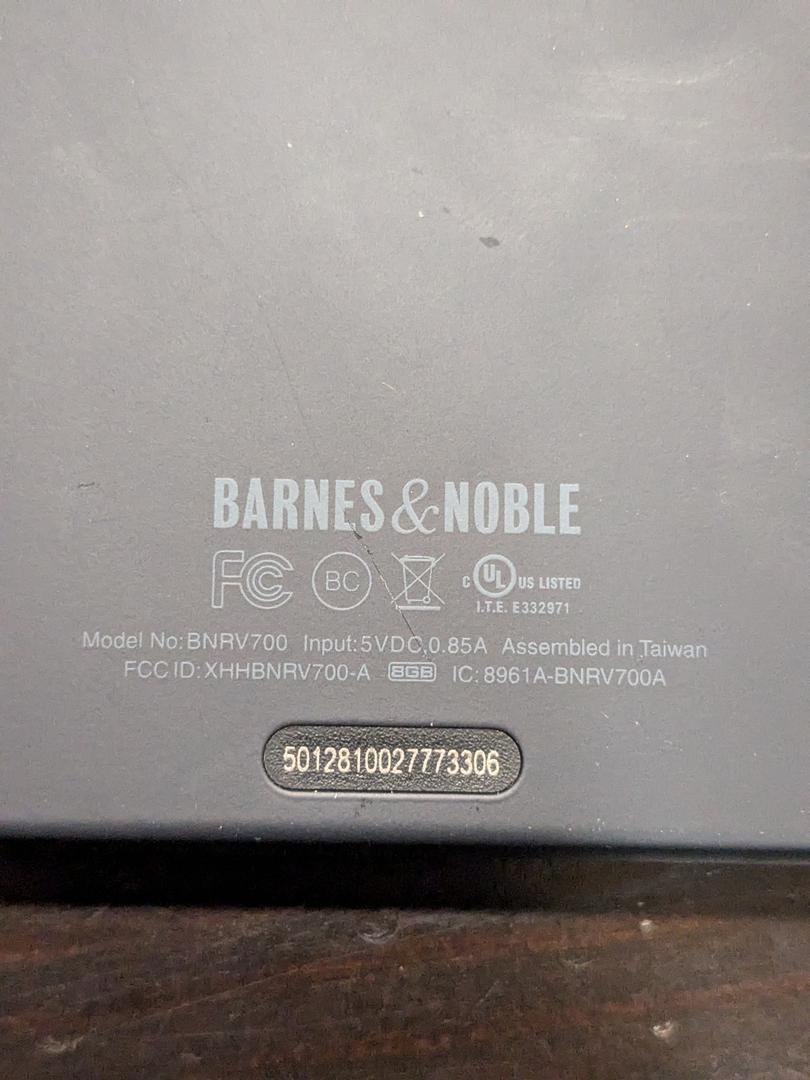 BARNES & NOBLE
FC BC C UL US LISTED
I.T.E. E332971
Model No: BNRV700 Input: 5VDC,0.85A Assembled in Taiwan
FCC ID: XHHBNRV700-A 8GB IC: 8961A-BNRV700A
5012810027773306